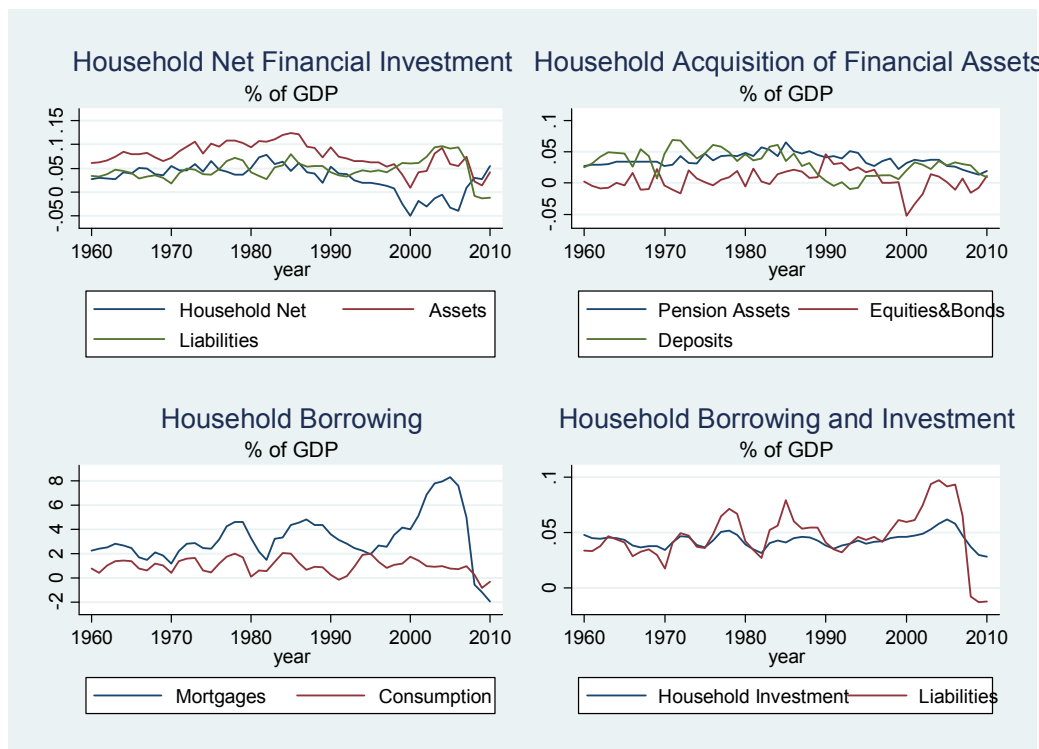 Household Net Financial Investment
% of GDP
-.05 0 .05 .1 .15
1960 1970 1980 1990 2000 2010
year
Household Net Assets
Liabilities
Household Acquisition of Financial Assets
% of GDP
-.05 0 .05 .1
1960 1970 1980 1990 2000 2010
year
Pension Assets Equities&Bonds
Deposits
Household Borrowing
% of GDP
-2 0 2 4 6 8
1960 1970 1980 1990 2000 2010
year
Mortgages Consumption
Household Borrowing and Investment
% of GDP
0 .05 .1
1960 1970 1980 1990 2000 2010
year
Household Investment Liabilities